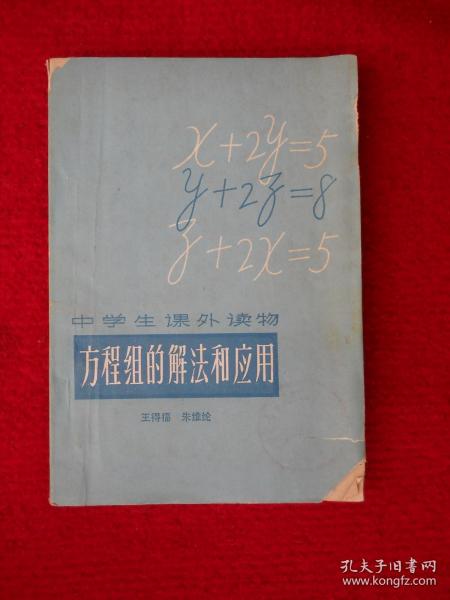 x+2y=5
y+2z=8
z+2x=5
中学生课外读物
方程组的解法和应用
王得福 朱维纶
孔夫子旧书网
www.kongfz.com